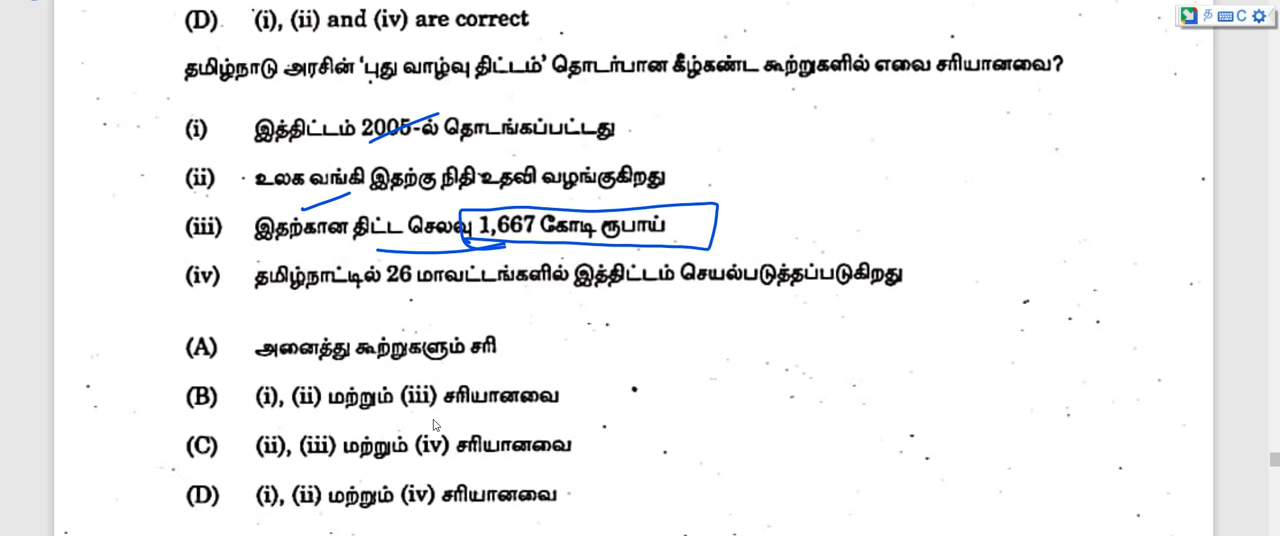 (D) (i), (ii) and (iv) are correct
தமிழ்நாடு அரசின் 'புது வாழ்வு திட்டம்' தொடர்பான கீழ்கண்ட கூற்றுகளில் எவை சரியானவை?
(i) இத்திட்டம் 2005-ல் தொடங்கப்பட்டது
(ii) உலக வங்கி இதற்கு நிதி உதவி வழங்குகிறது
(iii) இதற்கான திட்ட செலவு 1,667 கோடி ரூபாய்
(iv) தமிழ்நாட்டில் 26 மாவட்டங்களில் இத்திட்டம் செயல்படுத்தப்படுகிறது
(A) அனைத்து கூற்றுகளும் சரி
(B) (i), (ii) மற்றும் (iii) சரியானவை
(C) (ii), (iii) மற்றும் (iv) சரியானவை
(D) (i), (ii) மற்றும் (iv) சரியானவை